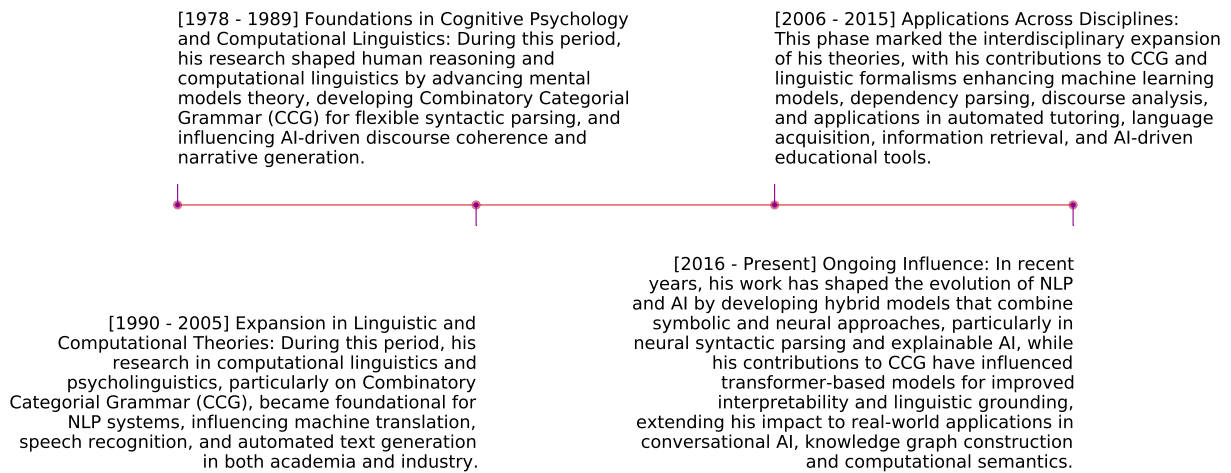 [1978 - 1989] Foundations in Cognitive Psychology
and Computational Linguistics: During this period,
his research shaped human reasoning and
computational linguistics by advancing mental
models theory, developing Combinatory Categorial
Grammar (CCG) for flexible syntactic parsing, and
influencing AI-driven discourse coherence and
narrative generation.
[1990 - 2005] Expansion in Linguistic and
Computational Theories: During this period, his
research in computational linguistics and
psycholinguistics, particularly on Combinatory
Categorial Grammar (CCG), became foundational for
NLP systems, influencing machine translation,
speech recognition, and automated text generation
in both academia and industry.
[2006 - 2015] Applications Across Disciplines:
This phase marked the interdisciplinary expansion
of his theories, with his contributions to CCG and
linguistic formalisms enhancing machine learning
models, dependency parsing, discourse analysis,
and applications in automated tutoring, language
acquisition, information retrieval, and AI-driven
educational tools.
[2016 - Present] Ongoing Influence: In recent
years, his work has shaped the evolution of NLP
and AI by developing hybrid models that combine
symbolic and neural approaches, particularly in
neural syntactic parsing and explainable AI, while
his contributions to CCG have influenced
transformer-based models for improved
interpretability and linguistic grounding,
extending his impact to real-world applications in
conversational AI, knowledge graph construction
and computational semantics.